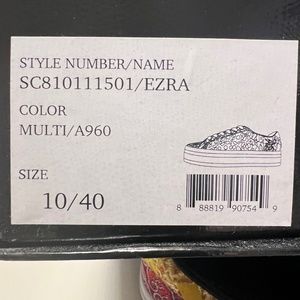 STYLE NUMBER/NAME
SC810111501/EZRA
COLOR
MULTI/A960
SIZE
10/40
8 88819 90754 9